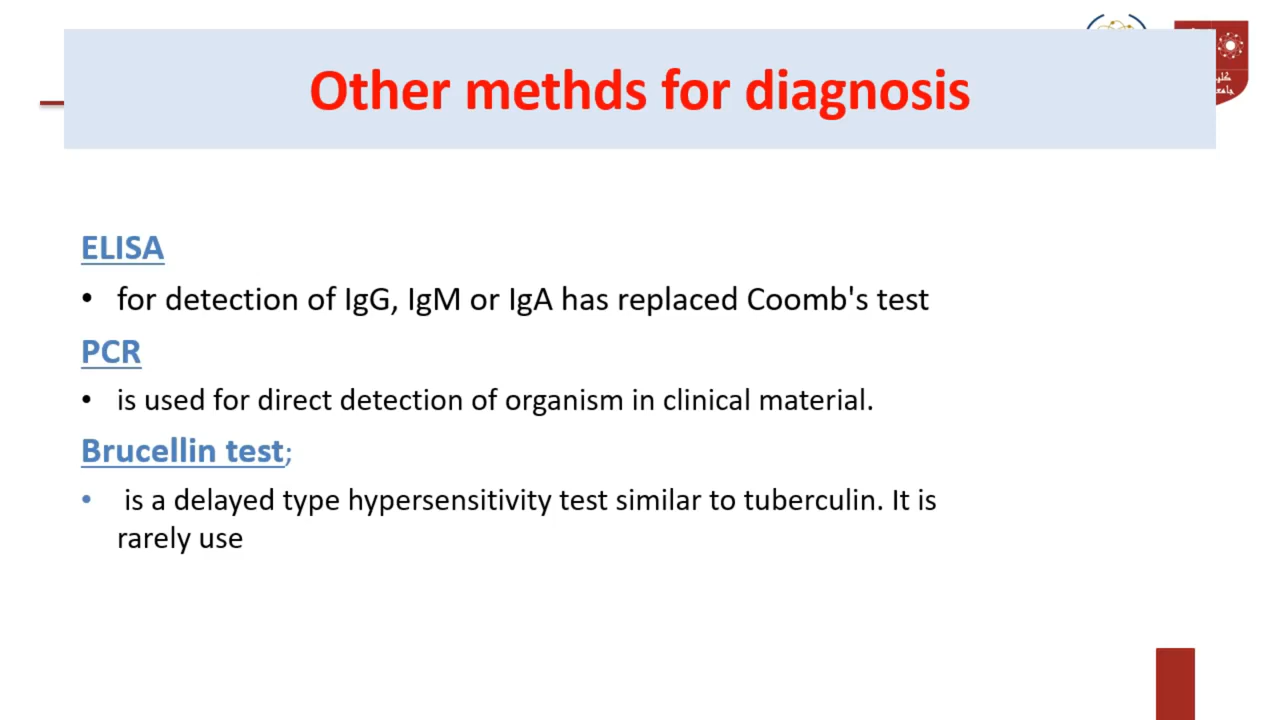 Other methds for diagnosis
كلي
جامع
ELISA
• for detection of IgG, IgM or IgA has replaced Coomb's test
PCR
• is used for direct detection of organism in clinical material.
Brucellin test;
• is a delayed type hypersensitivity test similar to tuberculin. It is
rarely use